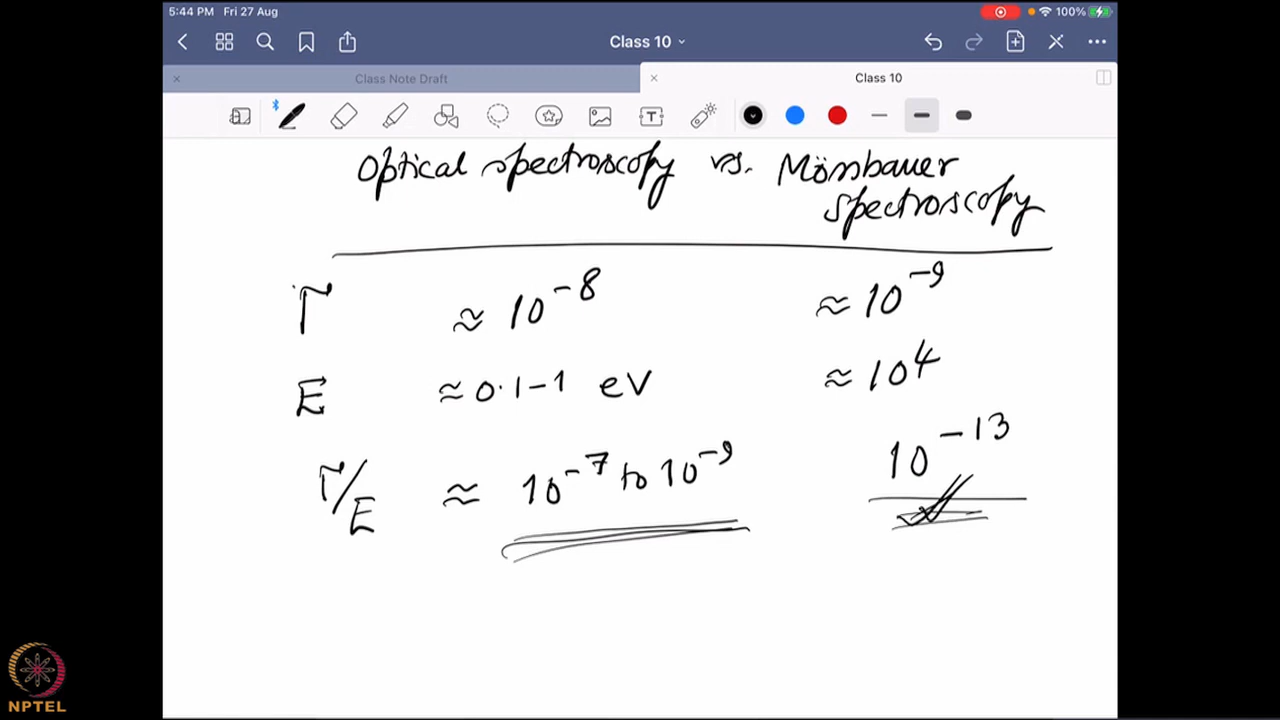 5:44 PM Fri 27 Aug 100%
Class 10
Class Note Draft Class 10
T
Optical spectroscopy vs. Mössbauer
spectroscopy
Γ ≈ 10⁻⁸ ≈ 10⁻⁹
E ≈ 0.1-1 eV ≈ 10⁴
Γ/E ≈ 10⁻⁷ to 10⁻⁹ 10⁻¹³
NPTEL